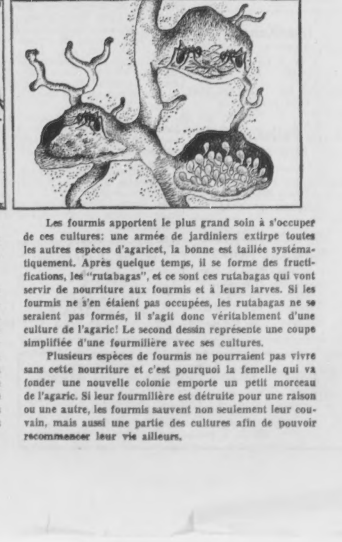 Les fourmis apportent le plus grand soin à s'occuper
de ces cultures: une armée de jardiniers extirpe toutes
les autres espèces d'agaricet, la bonne est taillée systéma-
tiquement. Après quelque temps, il se forme des fructi-
fications, les "rutabagas", et ce sont ces rutabagas qui vont
servir de nourriture aux fourmis et à leurs larves. Si les
fourmis ne s'en étaient pas occupées, les rutabagas ne se
seraient pas formés, il s'agit donc véritablement d'une
culture de l'agaric! Le second dessin représente une coupe
simplifiée d'une fourmilière avec ses cultures.
Plusieurs espèces de fourmis ne pourraient pas vivre
sans cette nourriture et c'est pourquoi la femelle qui va
fonder une nouvelle colonie emporte un petit morceau
de l'agaric. Si leur fourmilière est détruite pour une raison
ou une autre, les fourmis sauvent non seulement leur cou-
vain, mais aussi une partie des cultures afin de pouvoir
recommencer leur vie ailleurs.